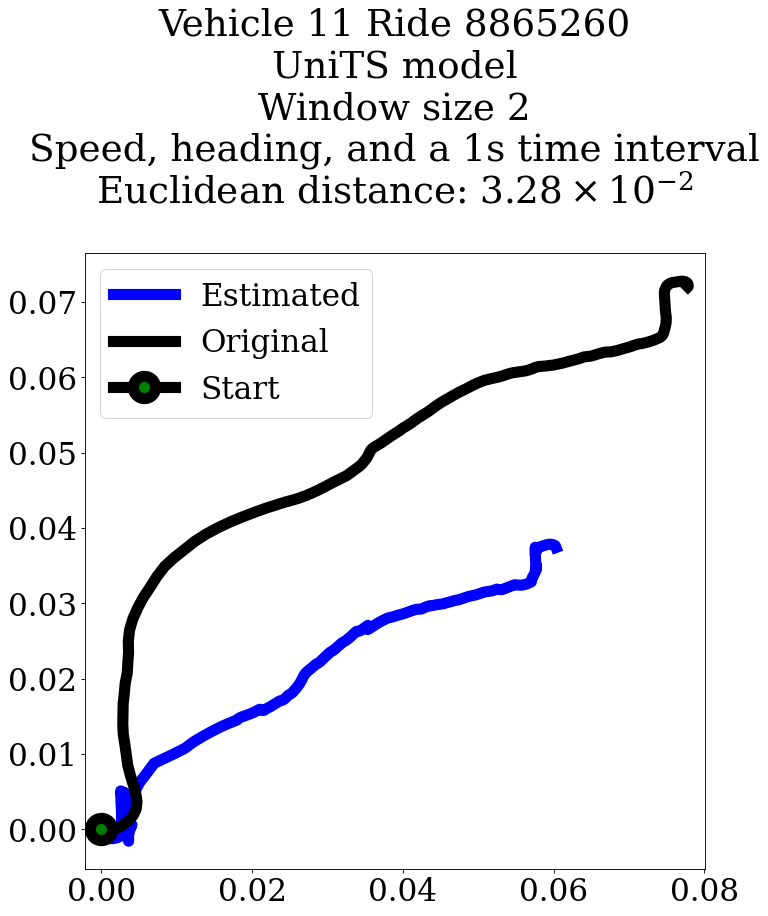 Vehicle 11 Ride 8865260
UniTS model
Window size 2
Speed, heading, and a 1s time interval
Euclidean distance: 3.28 × 10⁻²
Estimated
Original
Start
0.07
0.06
0.05
0.04
0.03
0.02
0.01
0.00
0.00 0.02 0.04 0.06 0.08